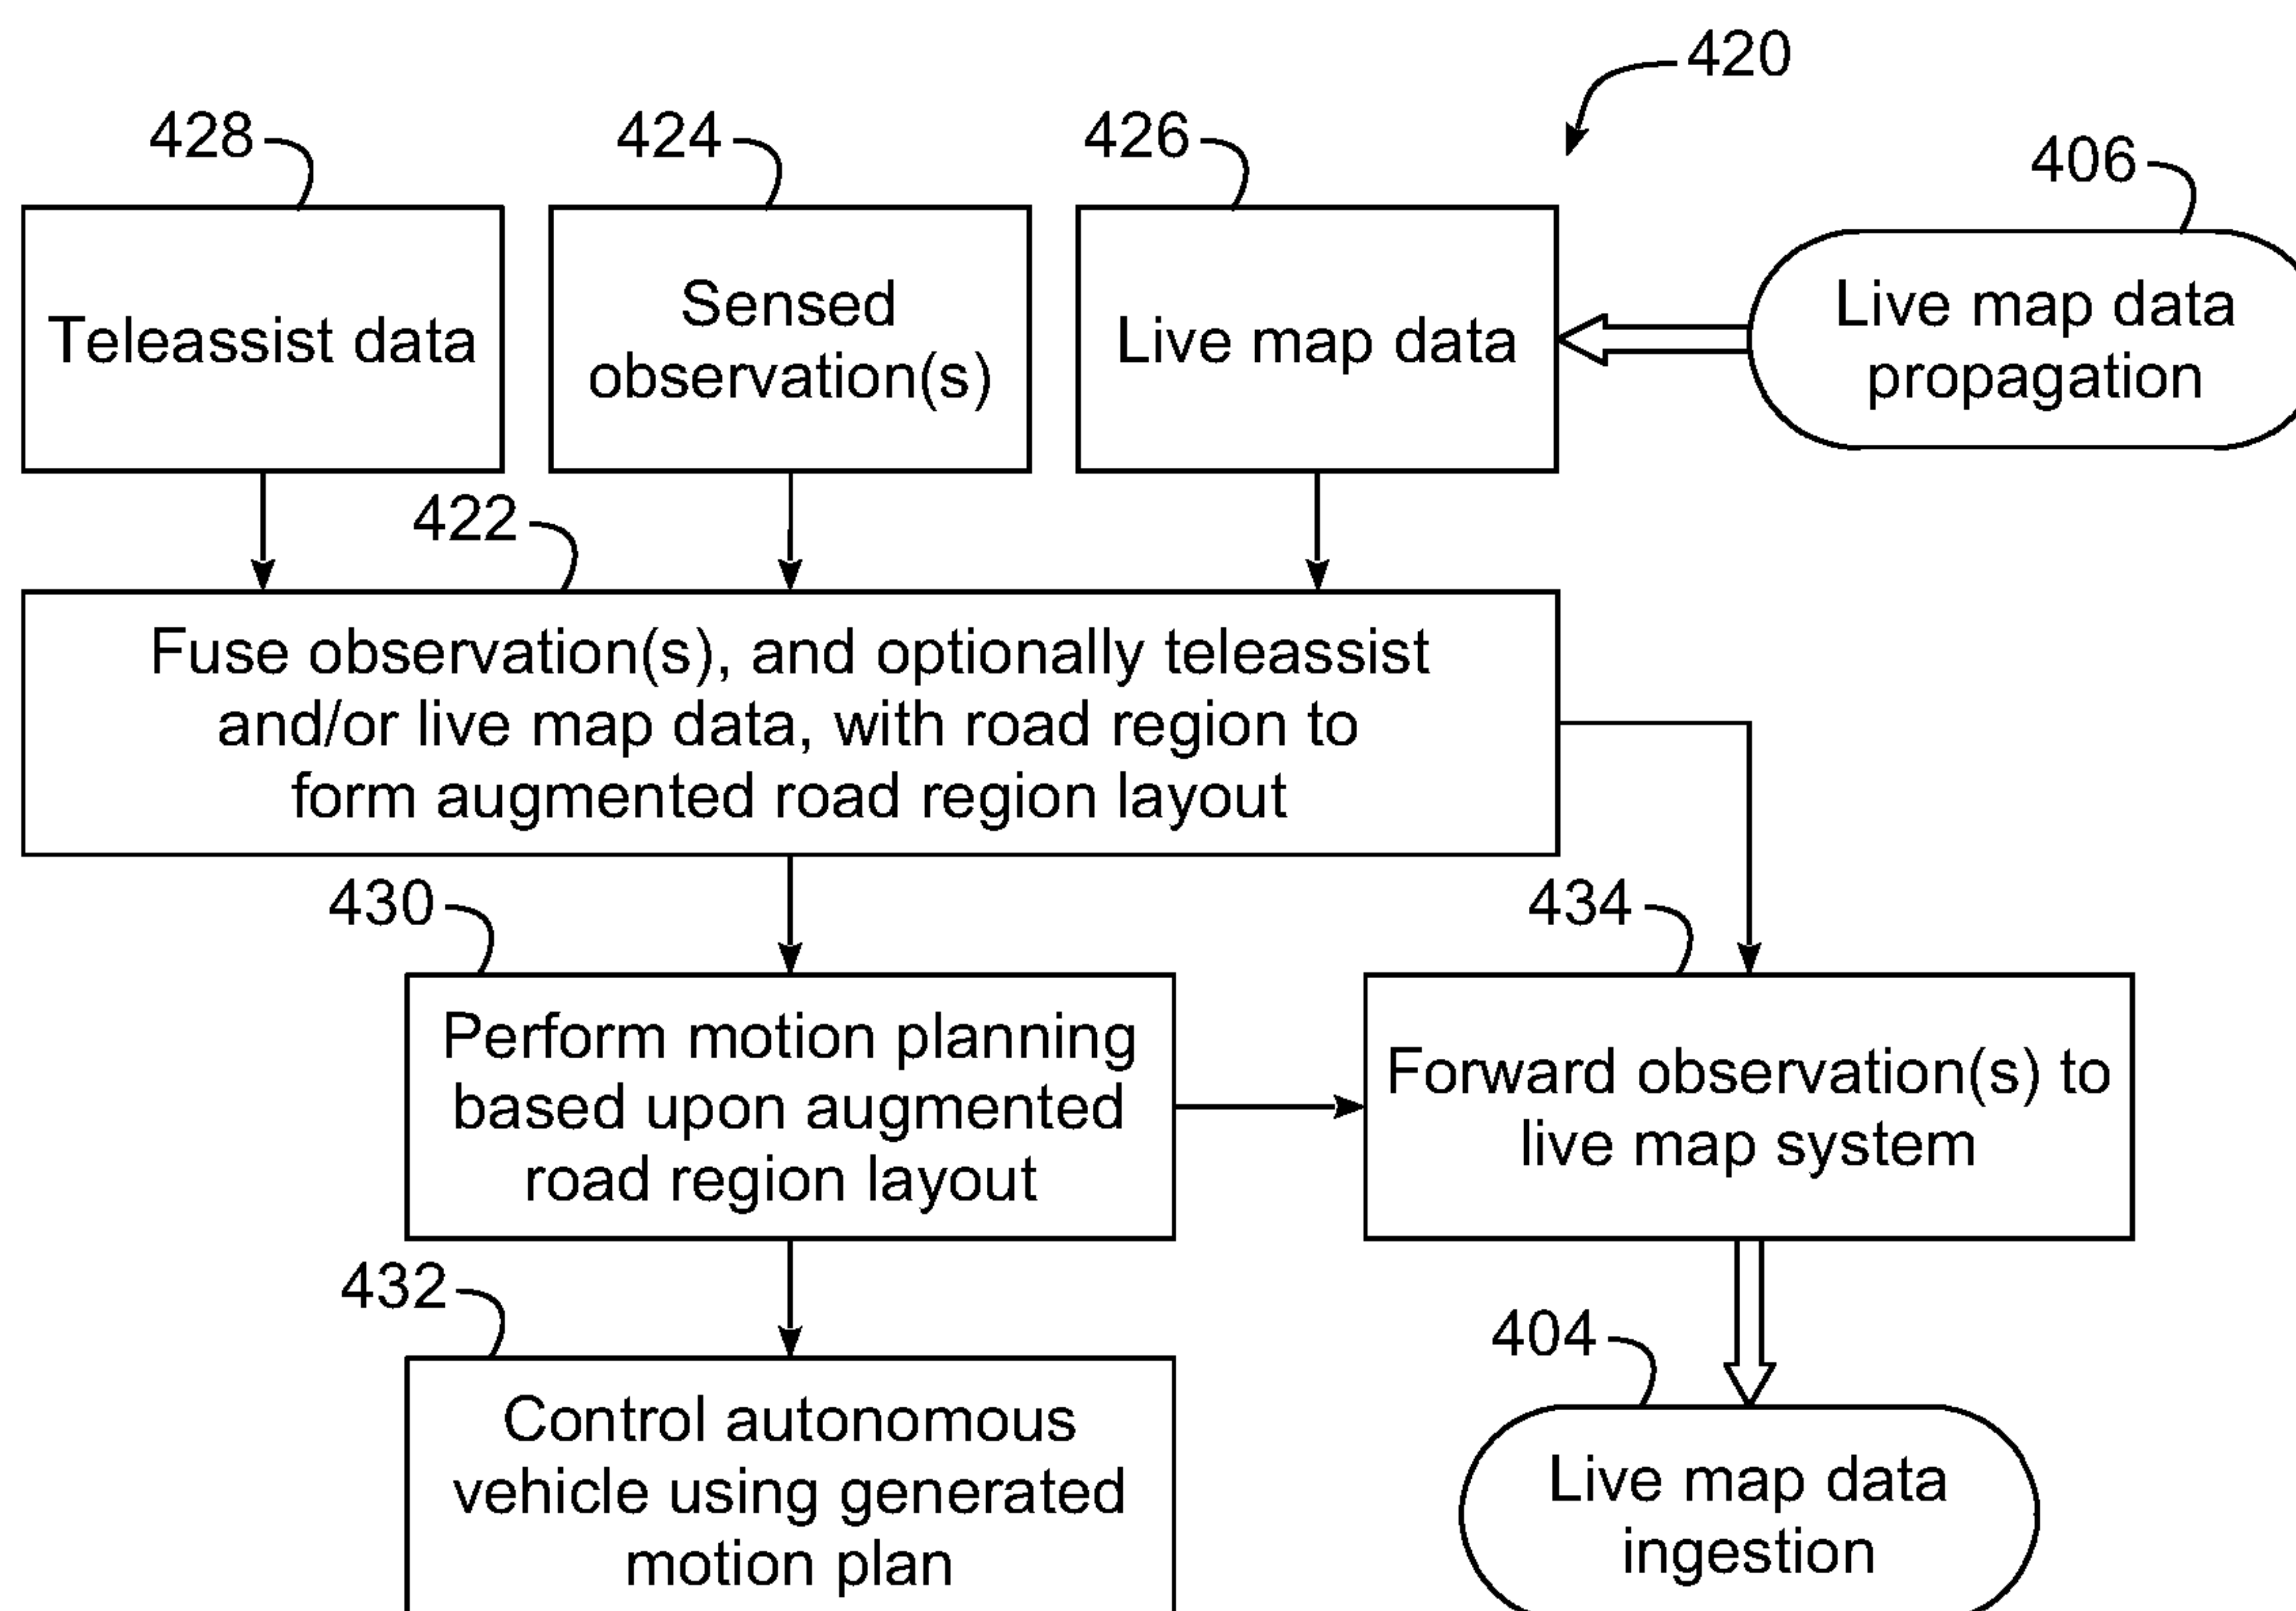 420
428
424
426
406
Teleassist data
Sensed
observation(s)
Live map data
Live map data
propagation
422
Fuse observation(s), and optionally teleassist
and/or live map data, with road region to
form augmented road region layout
430
434
Perform motion planning
based upon augmented
road region layout
Forward observation(s) to
live map system
432
404
Control autonomous
vehicle using generated
motion plan
Live map data
ingestion